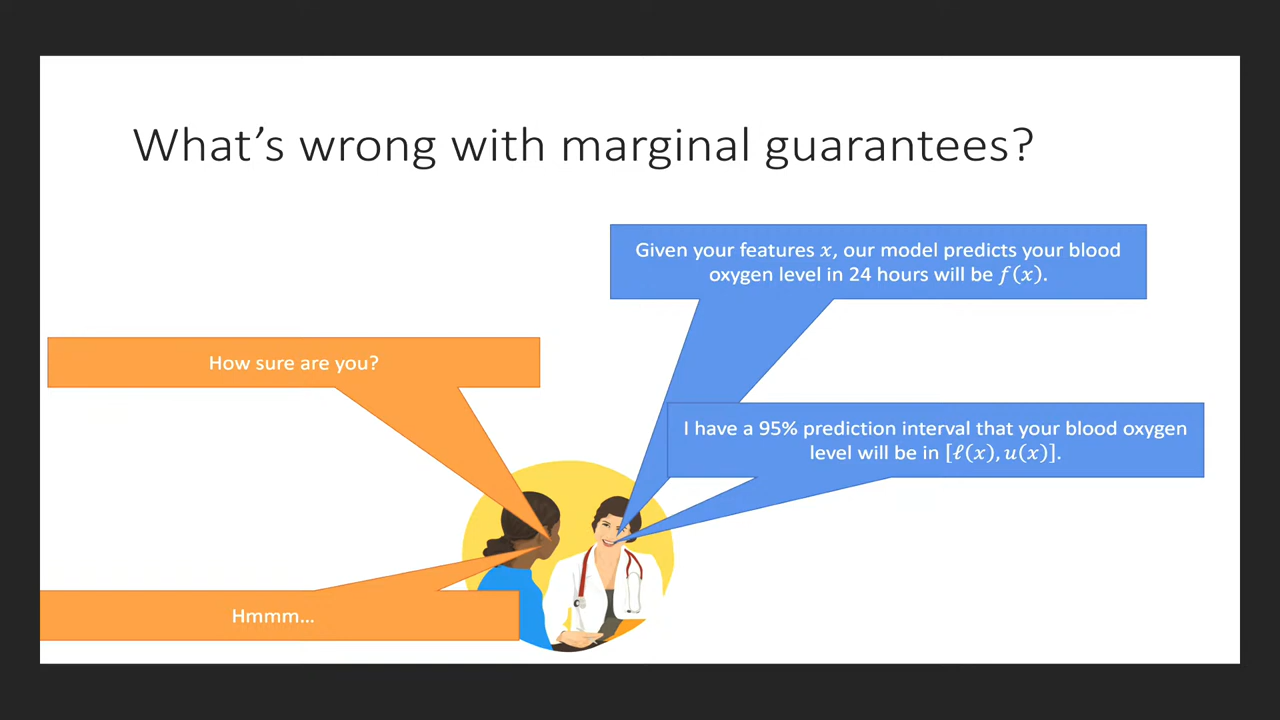 What’s wrong with marginal guarantees?
Given your features 𝑥, our model predicts your blood
oxygen level in 24 hours will be 𝑓(𝑥).
How sure are you?
I have a 95% prediction interval that your blood oxygen
level will be in [ℓ(𝑥), 𝑢(𝑥)].
Hmmm…